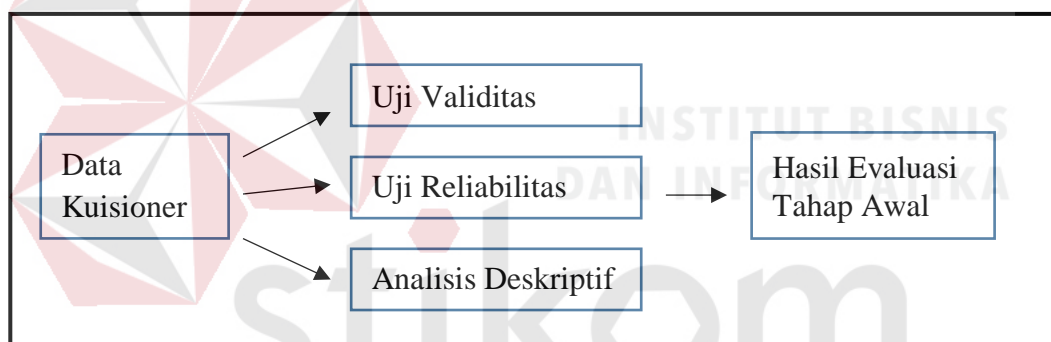 Uji Validitas
INSTITUT BISNIS
DAN INFORMATIKA
Data
Kuisioner
Uji Reliabilitas
Hasil Evaluasi
Tahap Awal
Analisis Deskriptif
stikom